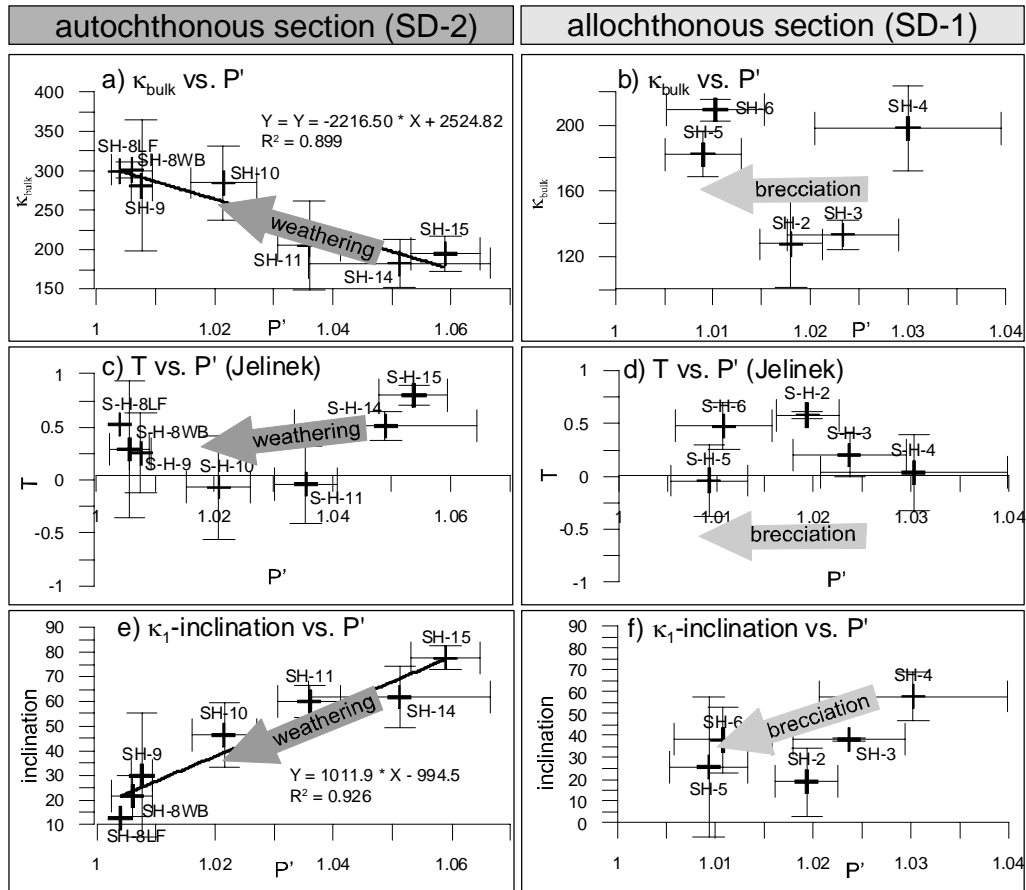 autochthonous section (SD-2)
allochthonous section (SD-1)
a) κbulk vs. P'
Y = Y = -2216.50 * X + 2524.82
R² = 0.899
400
350
300
250
200
150
κbulk
SH-8LF
SH-8WB
SH-9
SH-10
SH-11
SH-14
SH-15
weathering
1
1.02
1.04
1.06
P'
b) κbulk vs. P'
200
160
120
κbulk
SH-6
SH-5
SH-4
SH-3
SH-2
brecciation
1
1.01
1.02
1.03
1.04
P'
c) T vs. P' (Jelinek)
1
0.5
0
-0.5
-1
T
S-H-8LF
S-H-8WB
S-H-9
S-H-10
S-H-11
S-H-14
S-H-15
weathering
1
1.02
1.04
1.06
P'
d) T vs. P' (Jelinek)
1
0.5
0
-0.5
-1
T
S-H-6
S-H-5
S-H-2
S-H-3
S-H-4
brecciation
1
1.01
1.02
1.03
1.04
P'
e) κ1-inclination vs. P'
90
80
70
60
50
40
30
20
10
inclination
SH-15
SH-14
SH-11
SH-10
SH-9
SH-8WB
SH-8LF
weathering
Y = 1011.9 * X - 994.5
R² = 0.926
1
1.02
1.04
1.06
P'
f) κ1-inclination vs. P'
90
80
70
60
50
40
30
20
10
0
inclination
SH-4
SH-6
SH-3
SH-2
SH-5
brecciation
1
1.01
1.02
1.03
1.04
P'